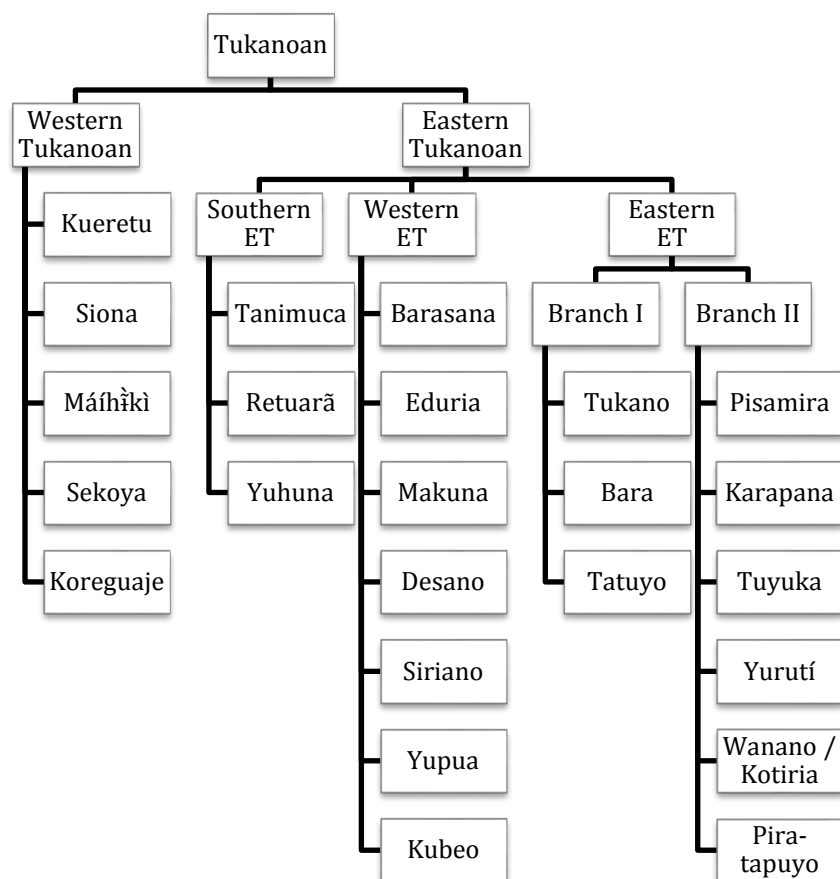 Tukanoan
Western
Tukanoan
Eastern
Tukanoan
Southern
ET
Western
ET
Eastern
ET
Kueretu
Siona
Máíhɨ̃̀kì
Sekoya
Koreguaje
Tanimuca
Retuarã
Yuhuna
Barasana
Eduria
Makuna
Desano
Siriano
Yupua
Kubeo
Branch I
Tukano
Bara
Tatuyo
Branch II
Pisamira
Karapana
Tuyuka
Yurutí
Wanano /
Kotiria
Pira-
tapuyo